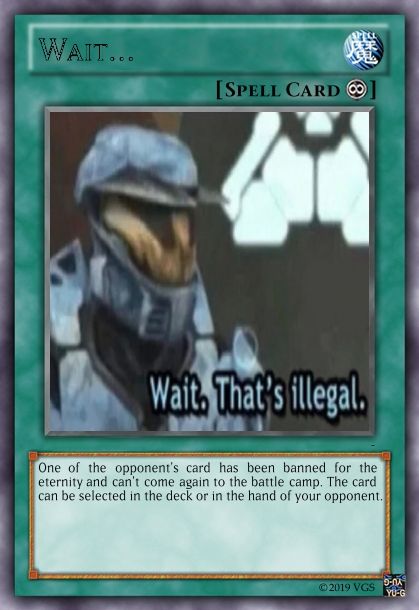 Wait...
魔
[Spell Card]
Wait. That's illegal.
One of the opponent's card has been banned for the
eternity and can't come again to the battle camp. The card
can be selected in the deck or in the hand of your opponent.
©2019 VGS